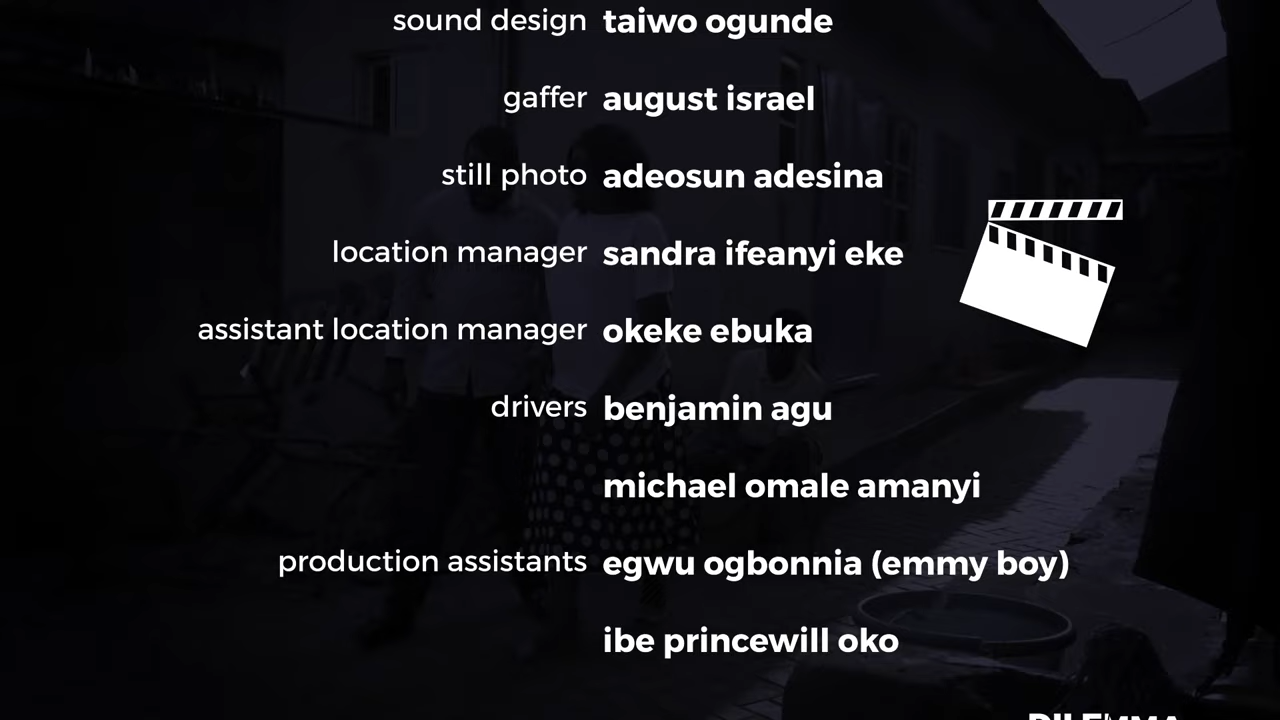 sound design taiwo ogunde
gaffer august israel
still photo adeosun adesina
location manager sandra ifeanyi eke
assistant location manager okeke ebuka
drivers benjamin agu
michael omale amanyi
production assistants egwu ogbonnia (emmy boy)
ibe princewill oko
DILEMMA